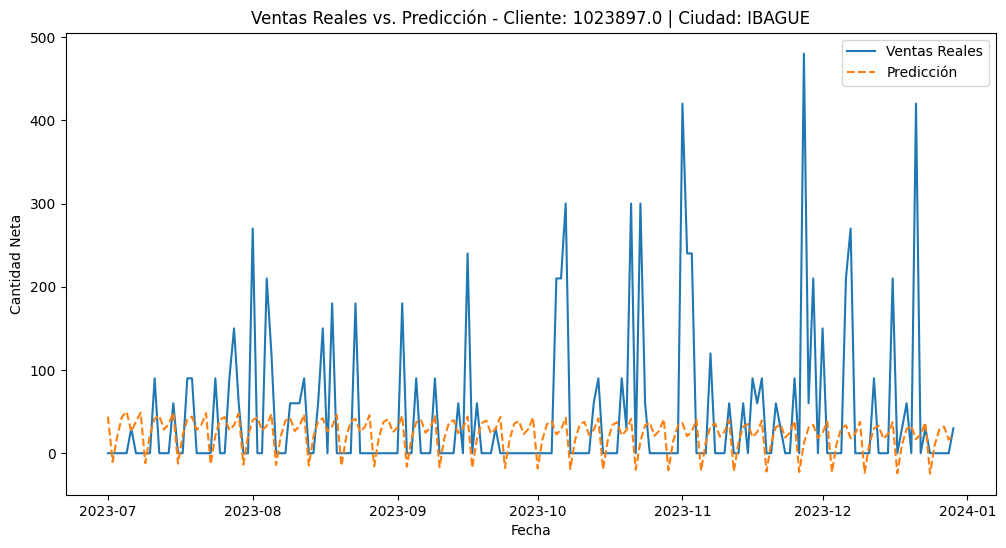 Ventas Reales vs. Predicción - Cliente: 1023897.0 | Ciudad: IBAGUE
Ventas Reales
Predicción
Cantidad Neta
500
400
300
200
100
0
2023-07
2023-08
2023-09
2023-10
2023-11
2023-12
2024-01
Fecha